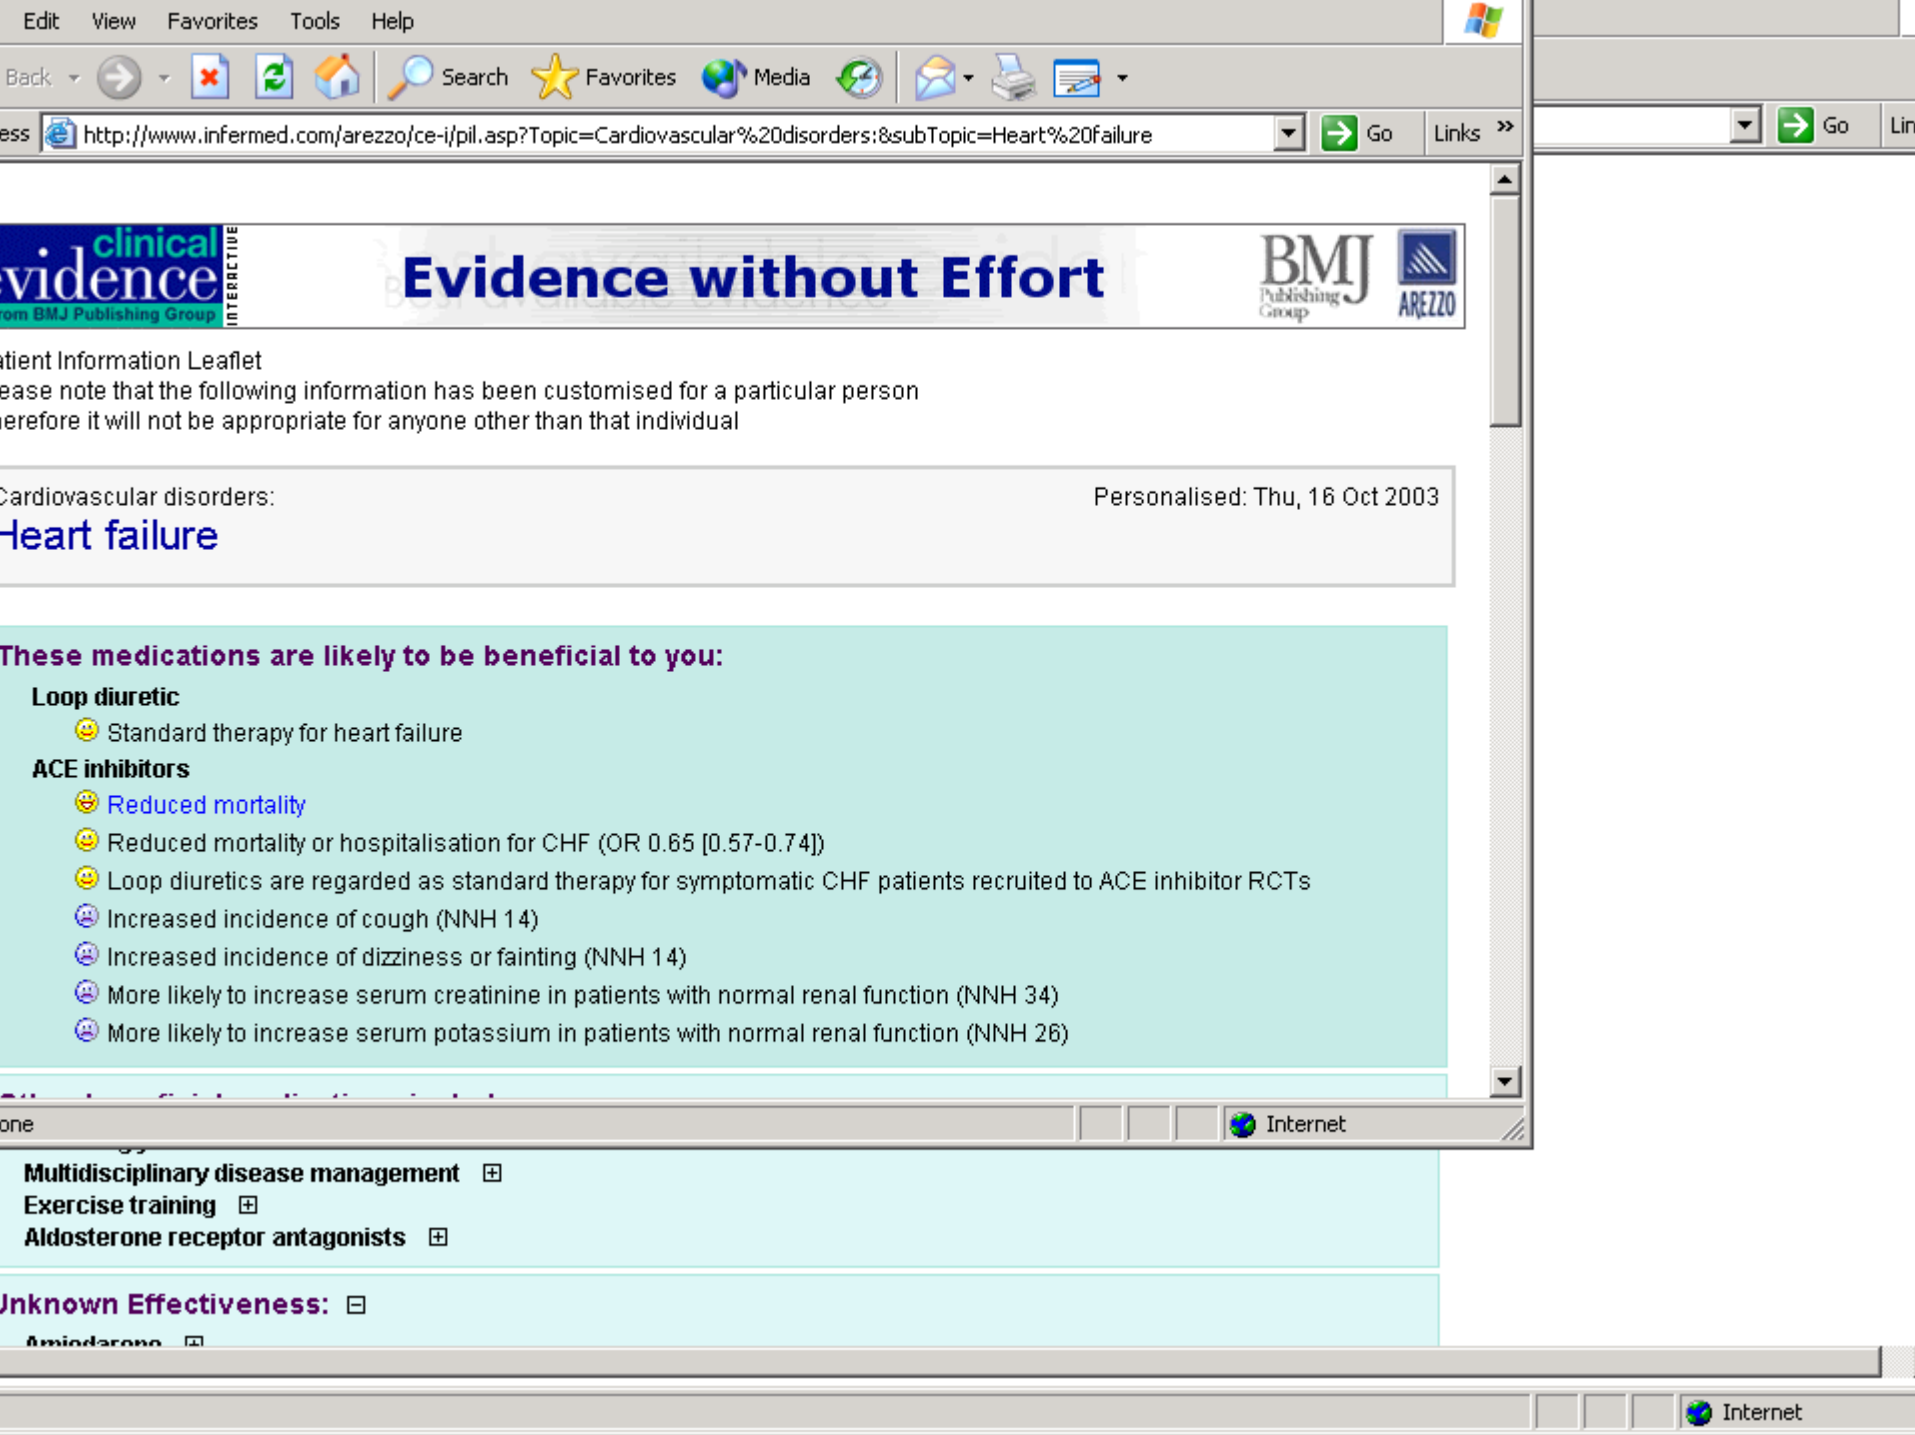 Edit View Favorites Tools Help
Back Search Favorites Media
ess http://www.infermed.com/arezzo/ce-i/pil.asp?Topic=Cardiovascular%20disorders:&subTopic=Heart%20failure Go Links » Go Lin
clinical
evidence
INTERACTIVE
from BMJ Publishing Group
Evidence without Effort
Best available evidence
BMJ
Publishing
Group
AREZZO
atient Information Leaflet
ease note that the following information has been customised for a particular person
herefore it will not be appropriate for anyone other than that individual
Cardiovascular disorders: Personalised: Thu, 16 Oct 2003
Heart failure
These medications are likely to be beneficial to you:
Loop diuretic
Standard therapy for heart failure
ACE inhibitors
Reduced mortality
Reduced mortality or hospitalisation for CHF (OR 0.65 [0.57-0.74])
Loop diuretics are regarded as standard therapy for symptomatic CHF patients recruited to ACE inhibitor RCTs
Increased incidence of cough (NNH 14)
Increased incidence of dizziness or fainting (NNH 14)
More likely to increase serum creatinine in patients with normal renal function (NNH 34)
More likely to increase serum potassium in patients with normal renal function (NNH 26)
one Internet
Multidisciplinary disease management
Exercise training
Aldosterone receptor antagonists
Unknown Effectiveness:
Amiodarone
Internet